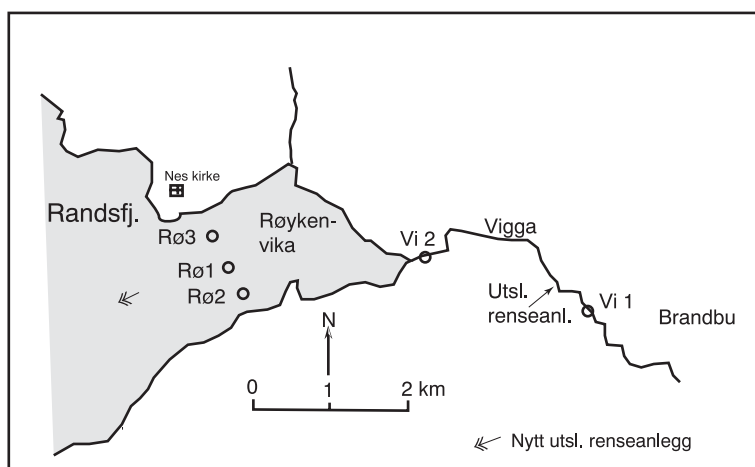 Nes kirke
Randsfj.
Røyken-
vika
Rø3
Rø1
Rø2
Vi 2
Vigga
Utsl.
renseanl.
Vi 1
Brandbu
N
0 1 2 km
Nytt utsl. renseanlegg